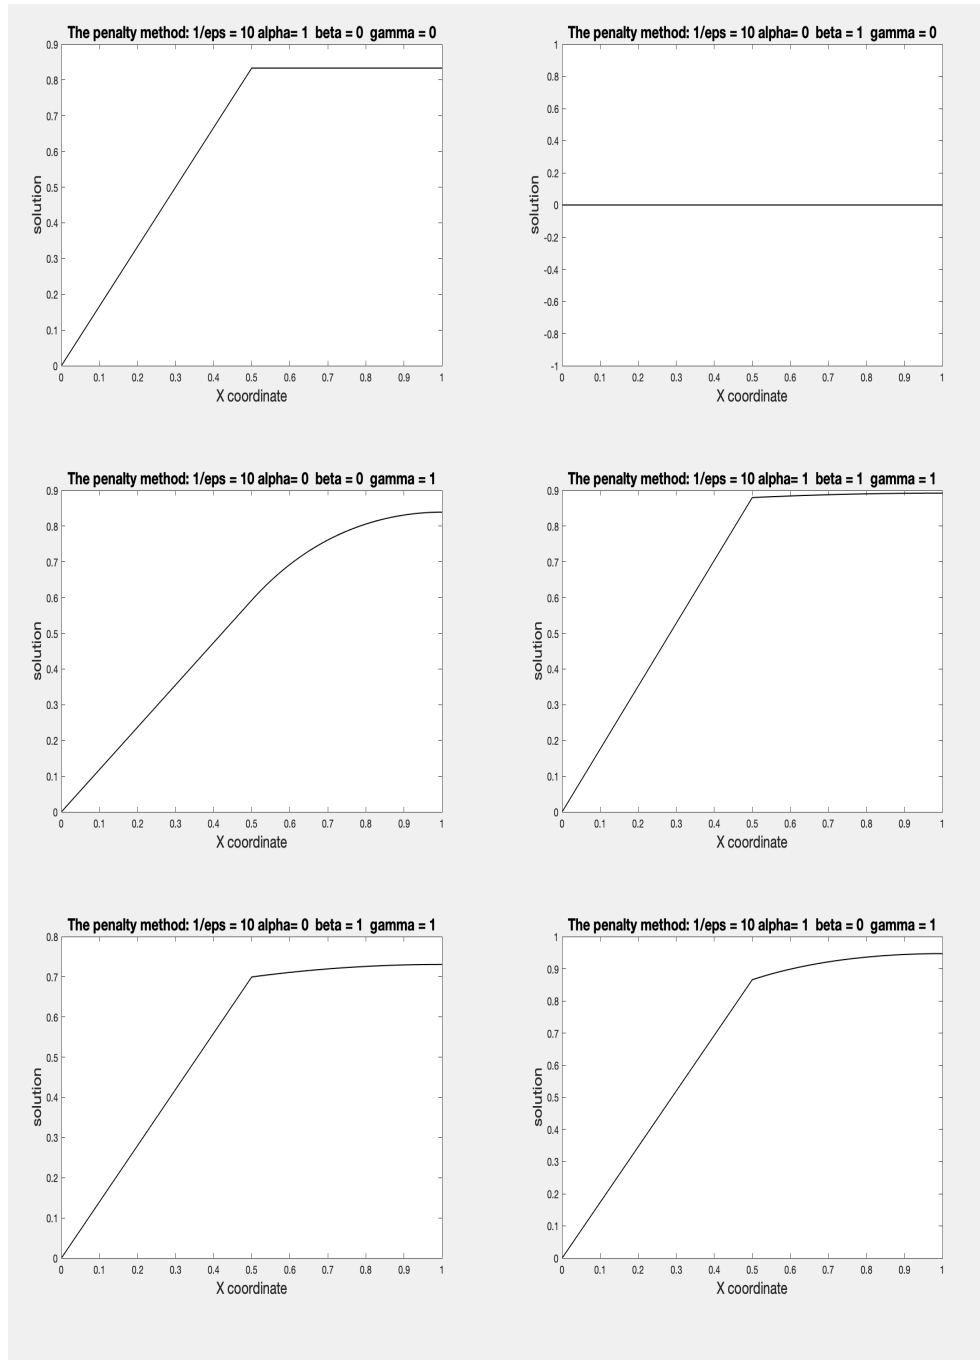 The penalty method: 1/eps = 10 alpha= 1  beta = 0  gamma = 0
0.9
0.8
0.7
0.6
0.5
0.4
0.3
0.2
0.1
0
solution
0 0.1 0.2 0.3 0.4 0.5 0.6 0.7 0.8 0.9 1
X coordinate
The penalty method: 1/eps = 10 alpha= 0  beta = 1  gamma = 0
1
0.8
0.6
0.4
0.2
0
-0.2
-0.4
-0.6
-0.8
-1
solution
0 0.1 0.2 0.3 0.4 0.5 0.6 0.7 0.8 0.9 1
X coordinate
The penalty method: 1/eps = 10 alpha= 0  beta = 0  gamma = 1
0.9
0.8
0.7
0.6
0.5
0.4
0.3
0.2
0.1
0
solution
0 0.1 0.2 0.3 0.4 0.5 0.6 0.7 0.8 0.9 1
X coordinate
The penalty method: 1/eps = 10 alpha= 1  beta = 1  gamma = 1
0.9
0.8
0.7
0.6
0.5
0.4
0.3
0.2
0.1
0
solution
0 0.1 0.2 0.3 0.4 0.5 0.6 0.7 0.8 0.9 1
X coordinate
The penalty method: 1/eps = 10 alpha= 0  beta = 1  gamma = 1
0.8
0.7
0.6
0.5
0.4
0.3
0.2
0.1
0
solution
0 0.1 0.2 0.3 0.4 0.5 0.6 0.7 0.8 0.9 1
X coordinate
The penalty method: 1/eps = 10 alpha= 1  beta = 0  gamma = 1
1
0.9
0.8
0.7
0.6
0.5
0.4
0.3
0.2
0.1
0
solution
0 0.1 0.2 0.3 0.4 0.5 0.6 0.7 0.8 0.9 1
X coordinate